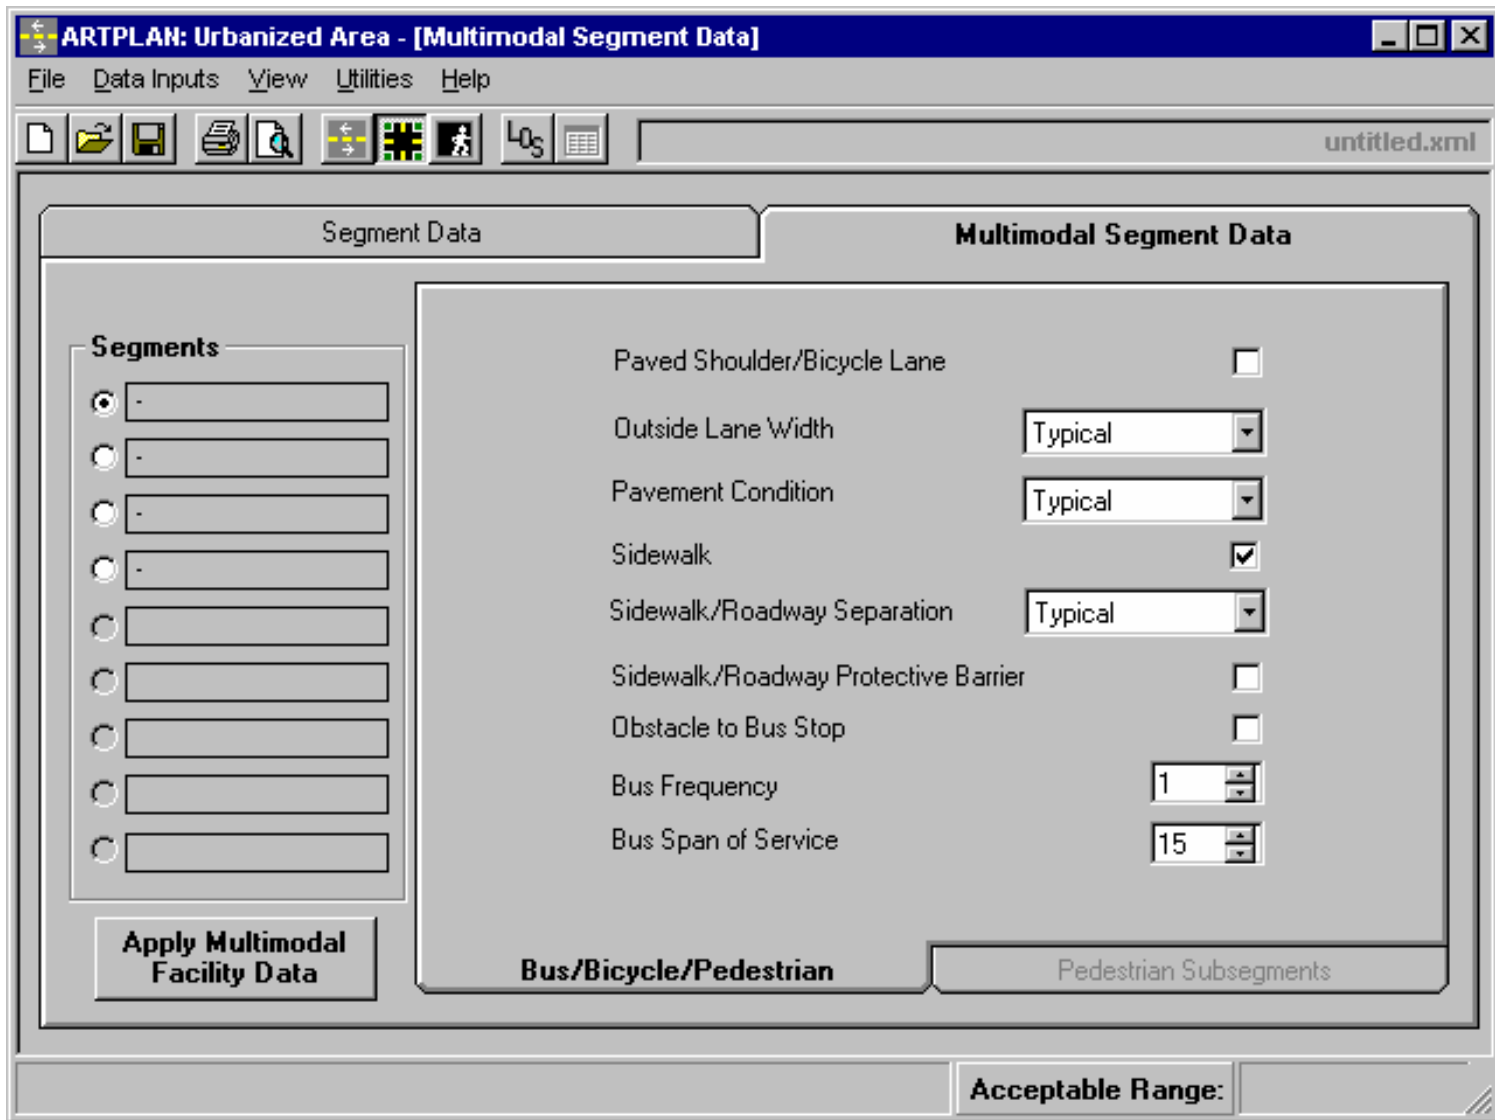 ARTPLAN: Urbanized Area - [Multimodal Segment Data]
File Data Inputs View Utilities Help
LOS untitled.xml
Segment Data Multimodal Segment Data
Segments
Paved Shoulder/Bicycle Lane
-
Outside Lane Width Typical
-
Pavement Condition Typical
-
Sidewalk
-
Sidewalk/Roadway Separation Typical
Sidewalk/Roadway Protective Barrier
Obstacle to Bus Stop
Bus Frequency 1
Bus Span of Service 15
Apply Multimodal
Facility Data
Bus/Bicycle/Pedestrian Pedestrian Subsegments
Acceptable Range: